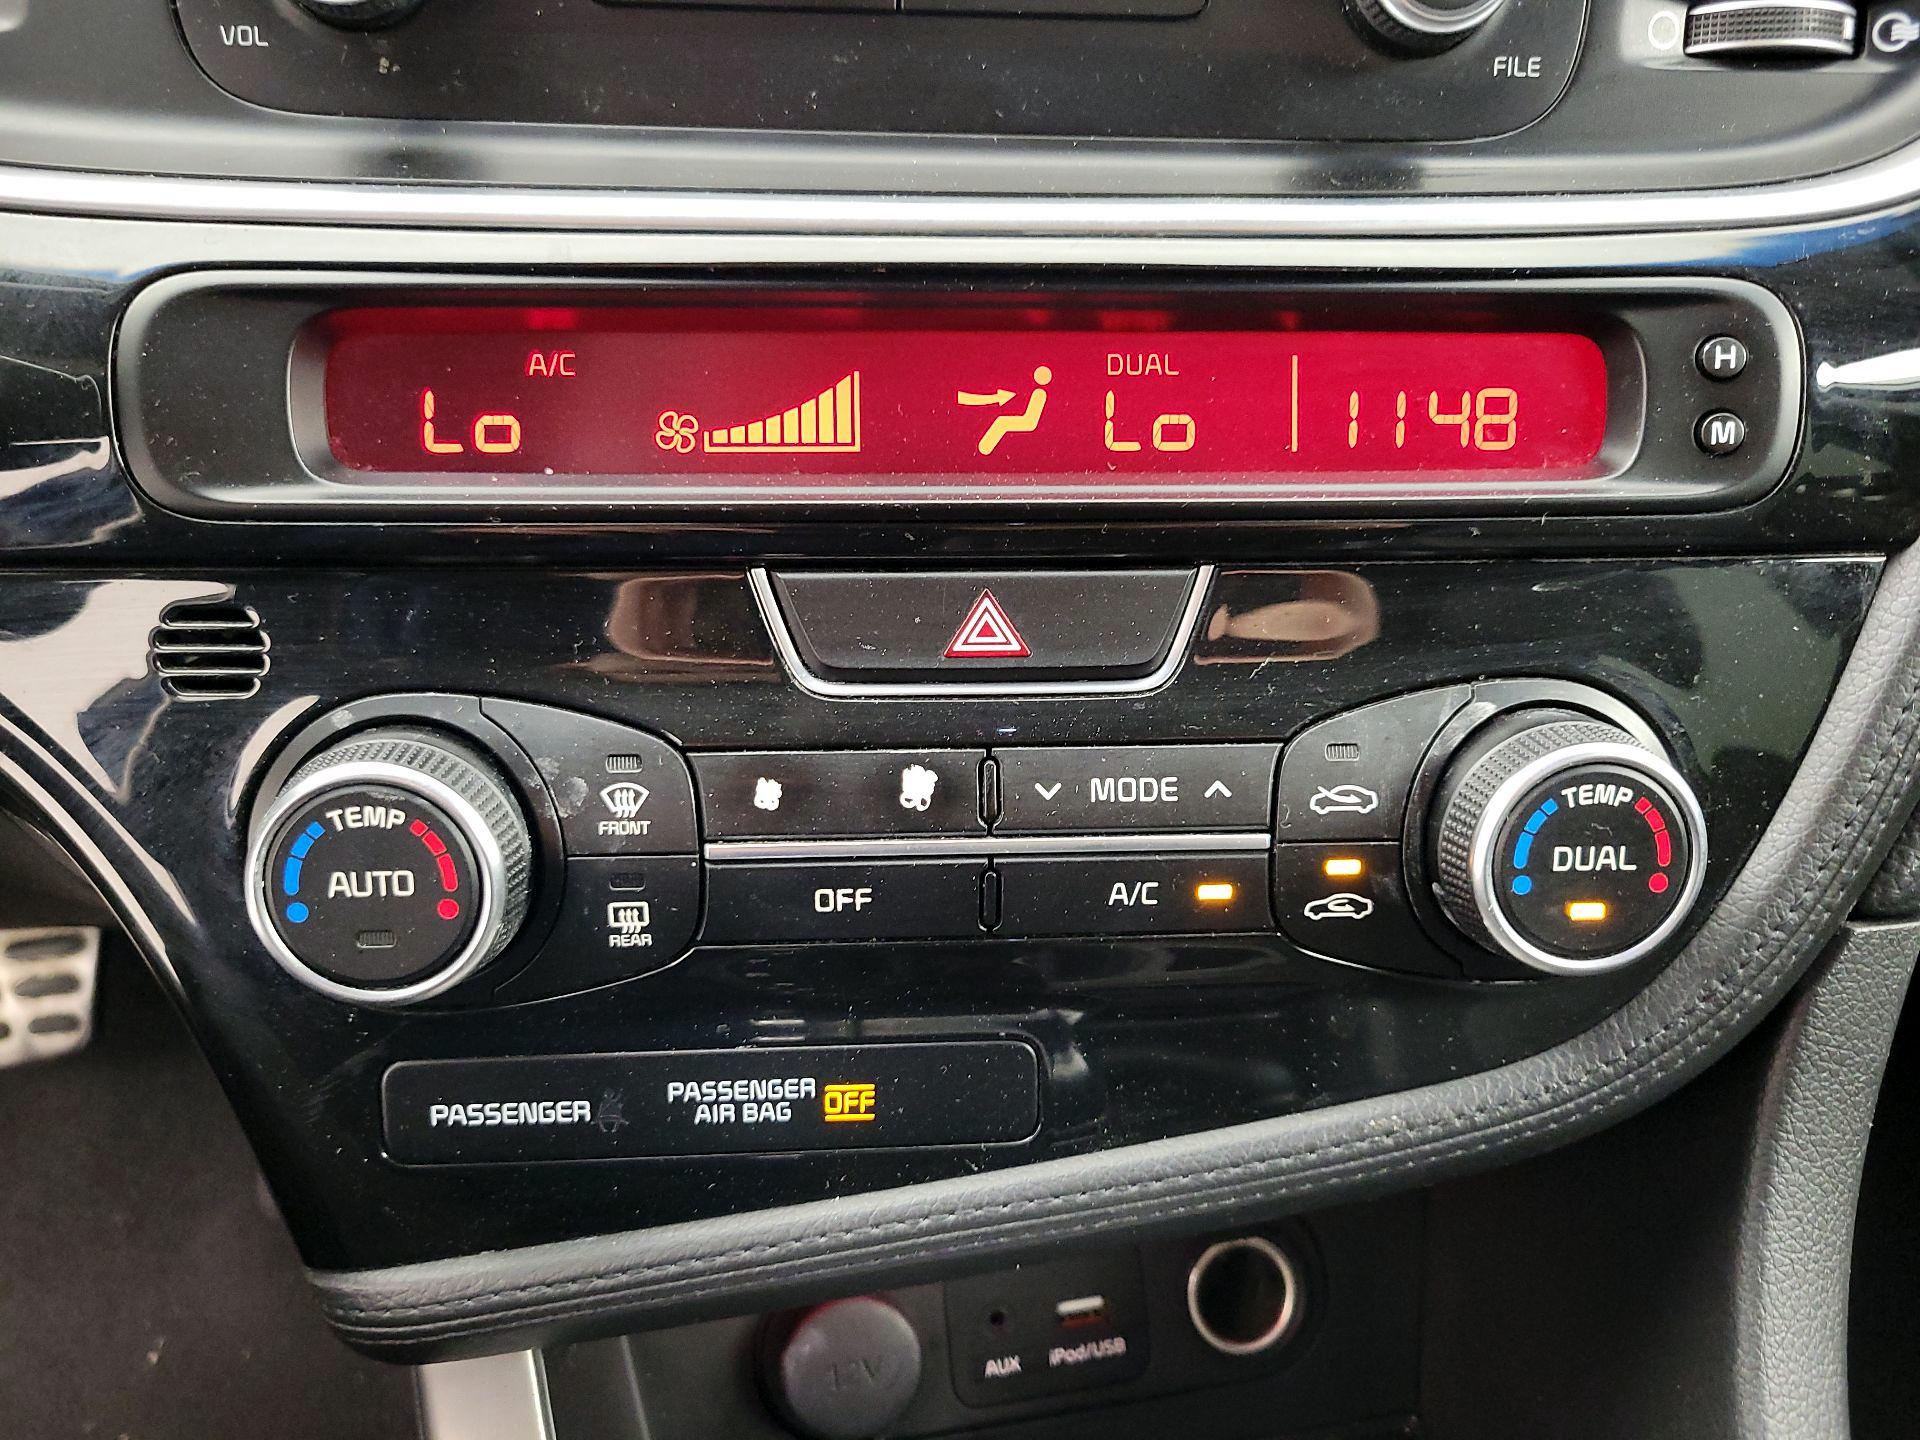 VOL
FILE
A/C
DUAL
Lo
Lo
1148
H
M
TEMP
AUTO
FRONT
REAR
MODE
OFF
A/C
TEMP
DUAL
PASSENGER
PASSENGER
AIR BAG
OFF
12V
AUX
iPod/USB